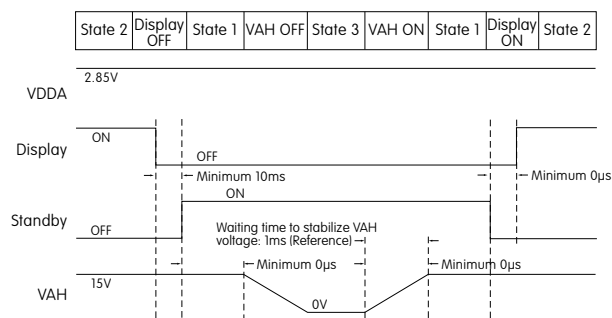 State 2
Display
OFF
State 1
VAH OFF
State 3
VAH ON
State 1
Display
ON
State 2
VDDA
2.85V
Display
ON
OFF
Minimum 10ms
Minimum 0µs
Standby
OFF
ON
Waiting time to stabilize VAH
voltage: 1ms (Reference)
Minimum 0µs
Minimum 0µs
VAH
15V
0V